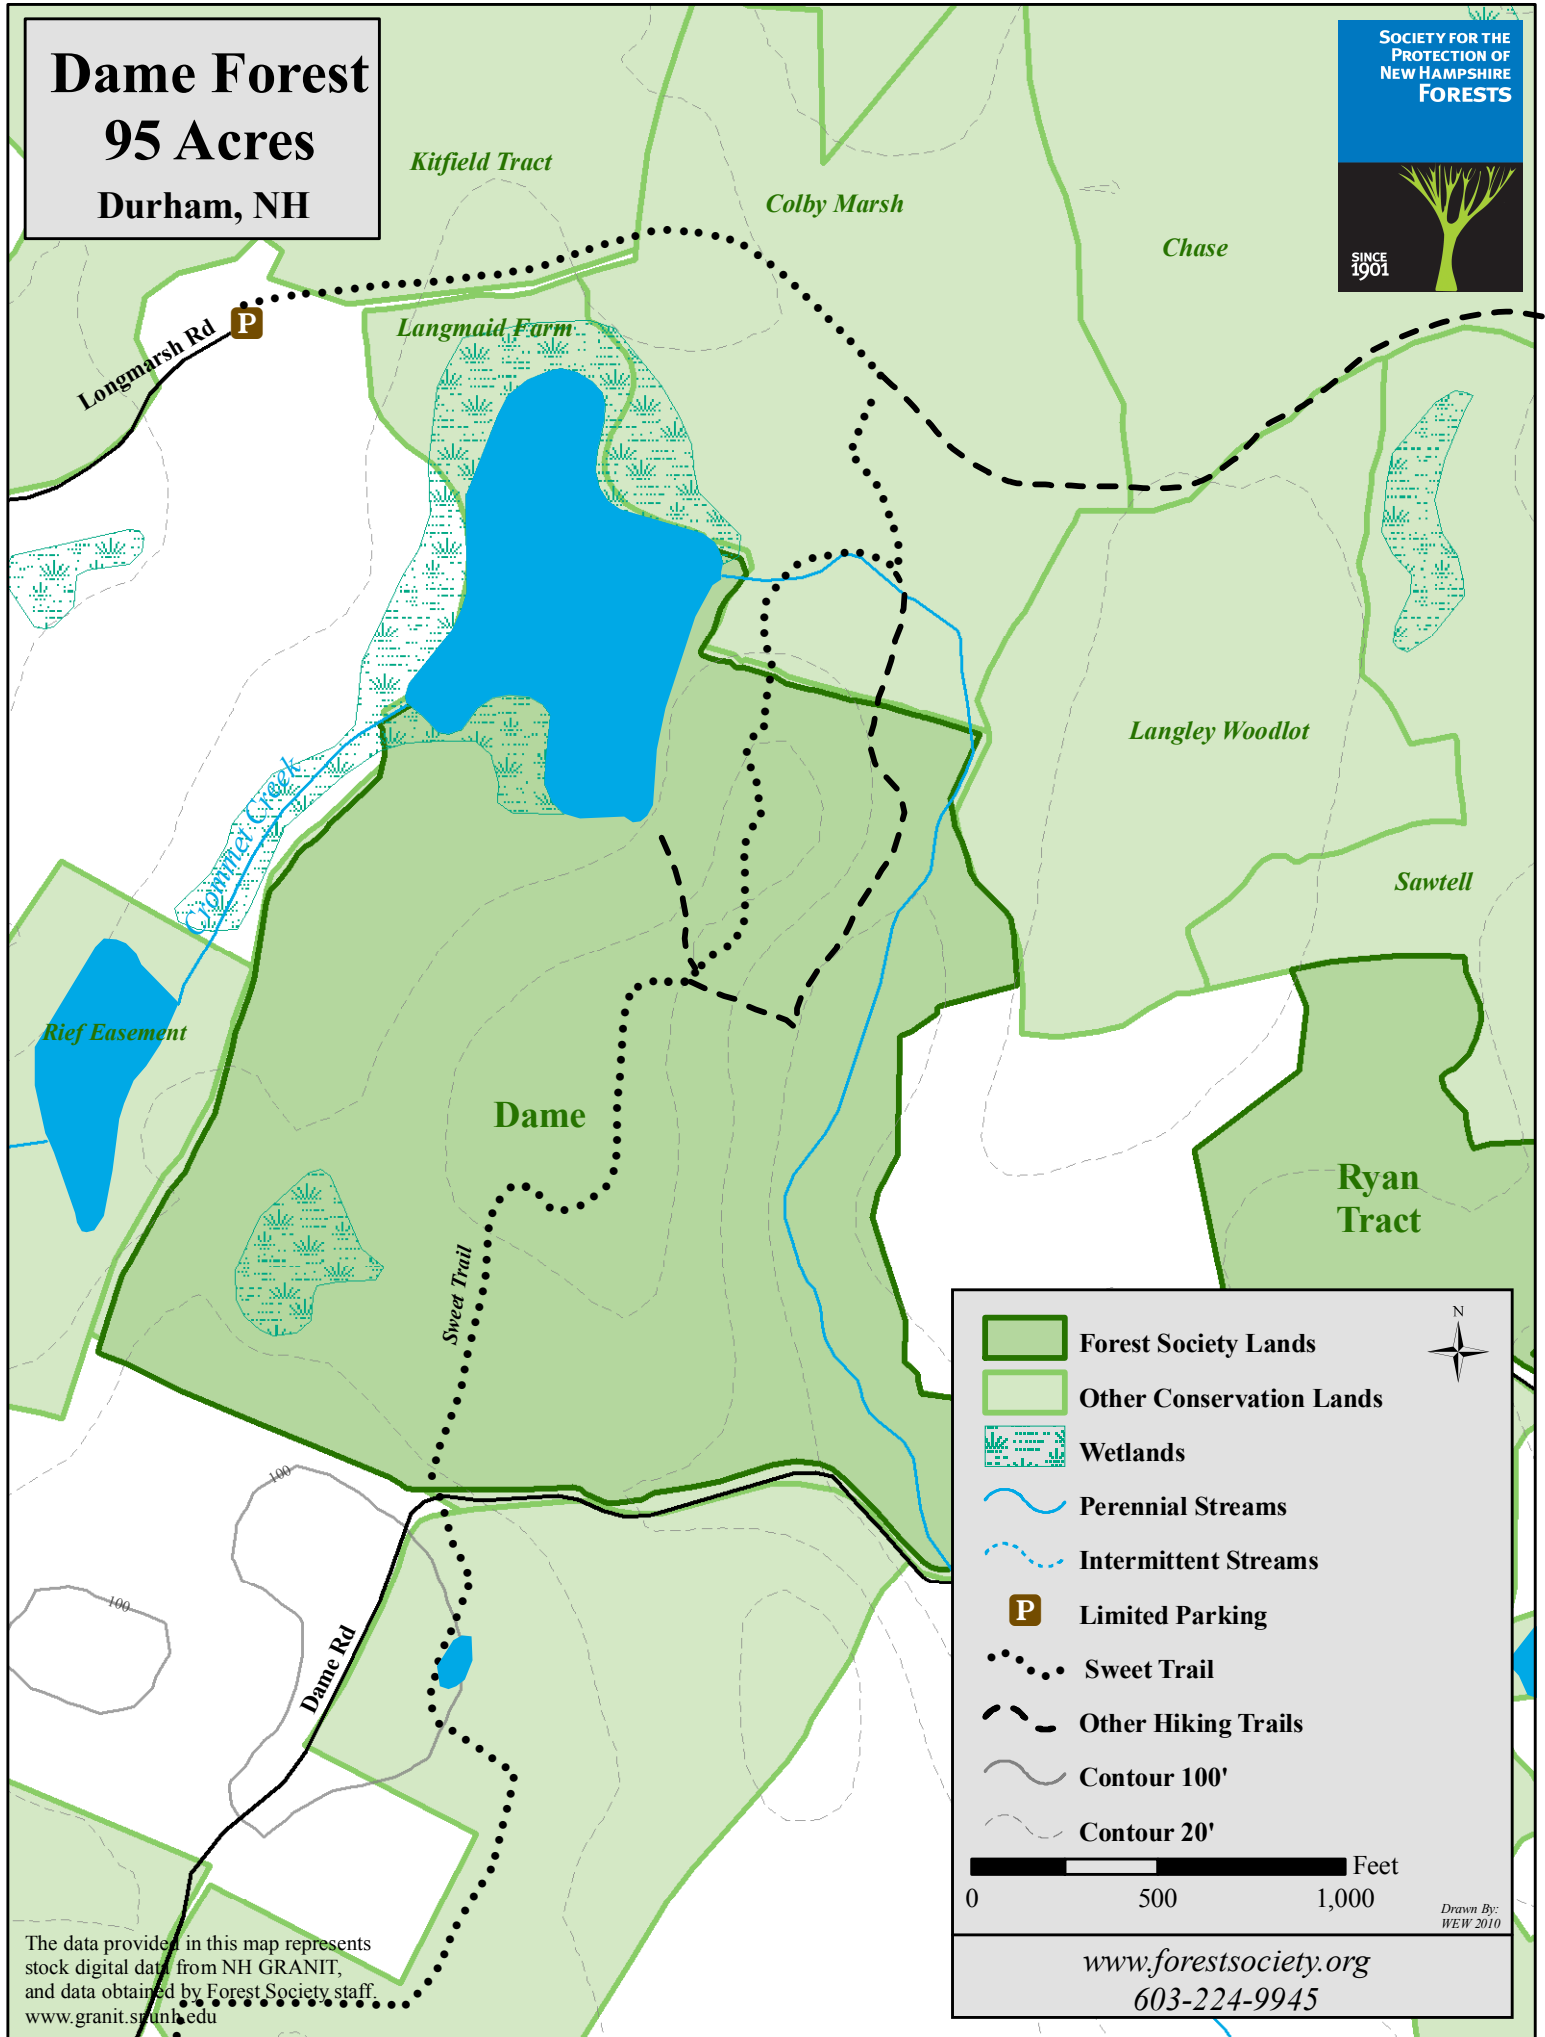 Dame Forest
95 Acres
Durham, NH
SOCIETY FOR THE
PROTECTION OF
NEW HAMPSHIRE
FORESTS
SINCE
1901
Kitfield Tract
Colby Marsh
Chase
Longmarsh Rd
P
Langmaid Farm
Langley Woodlot
Crommet Creek
Sawtell
Rief Easement
Dame
Ryan
Tract
Sweet Trail
100
100
Dame Rd
N
Forest Society Lands
Other Conservation Lands
Wetlands
Perennial Streams
Intermittent Streams
P
Limited Parking
Sweet Trail
Other Hiking Trails
Contour 100'
Contour 20'
Feet
0 500 1,000
Drawn By:
WEW 2010
www.forestsociety.org
603-224-9945
The data provided in this map represents
stock digital data from NH GRANIT,
and data obtained by Forest Society staff.
www.granit.srunh.edu